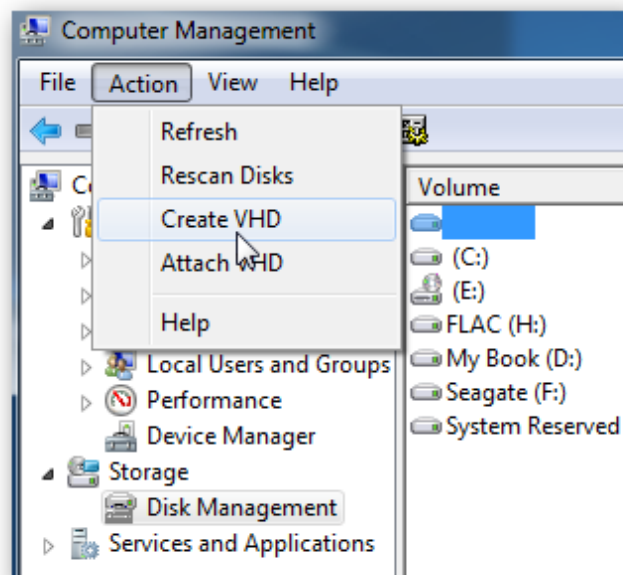 Computer Management
File Action View Help
Refresh
Rescan Disks
Create VHD
Attach VHD
Help
Local Users and Groups
Performance
Device Manager
Storage
Disk Management
Services and Applications
Volume
(C:)
(E:)
FLAC (H:)
My Book (D:)
Seagate (F:)
System Reserved